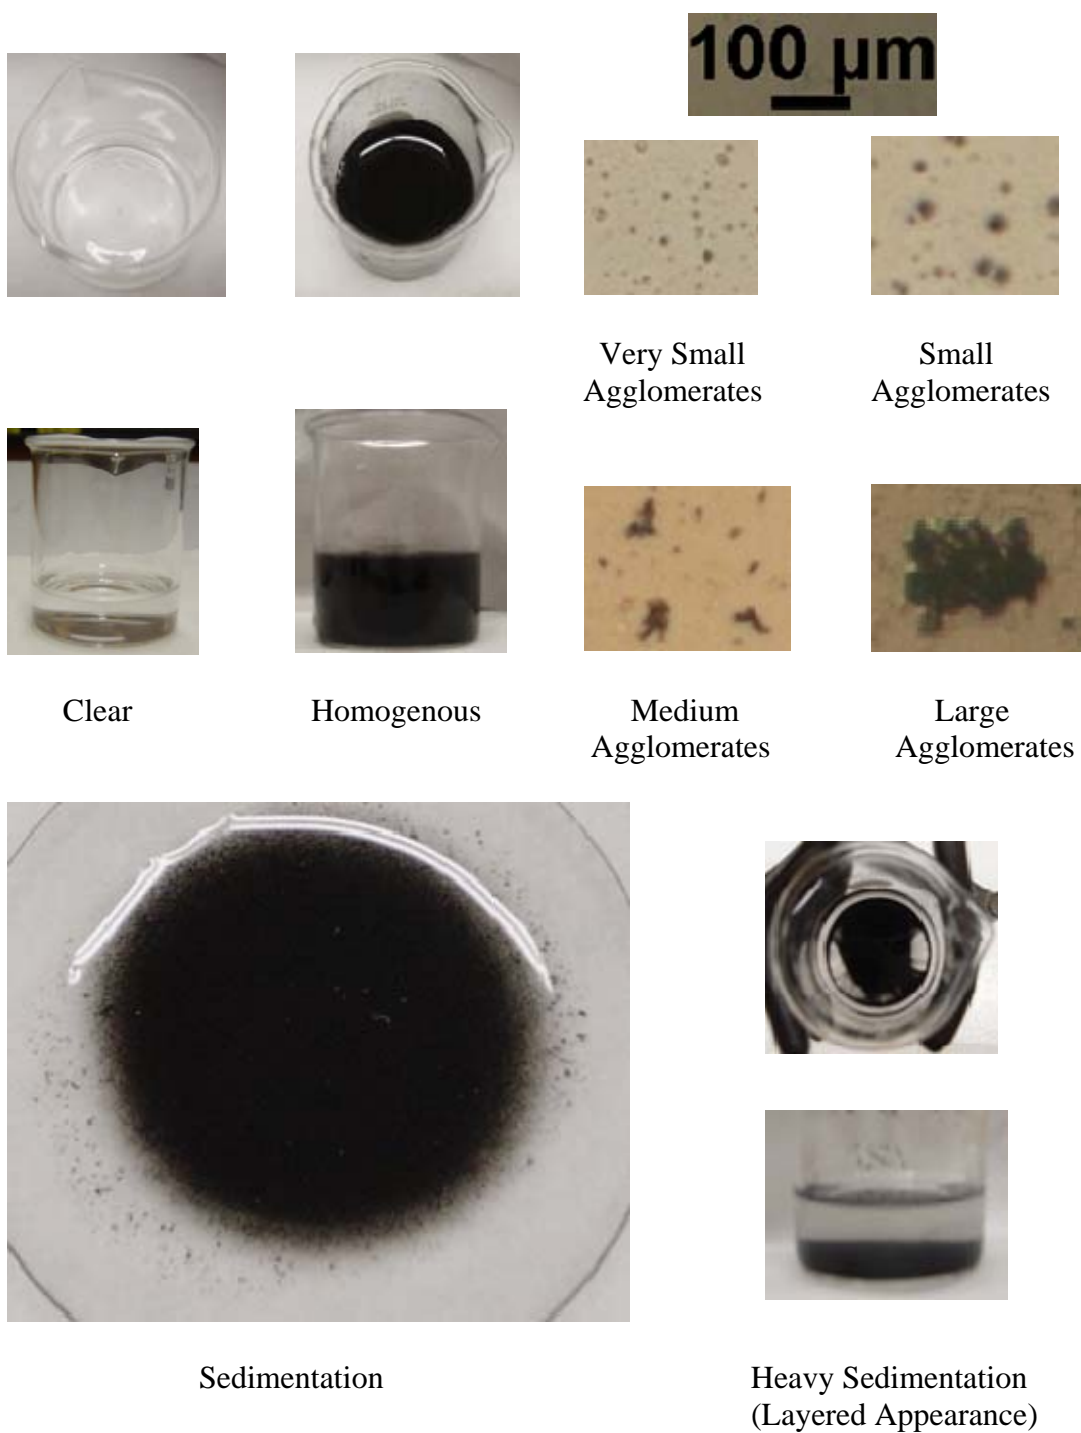 100 µm
Very Small
Agglomerates
Small
Agglomerates
Clear
Homogenous
Medium
Agglomerates
Large
Agglomerates
Sedimentation
Heavy Sedimentation
(Layered Appearance)